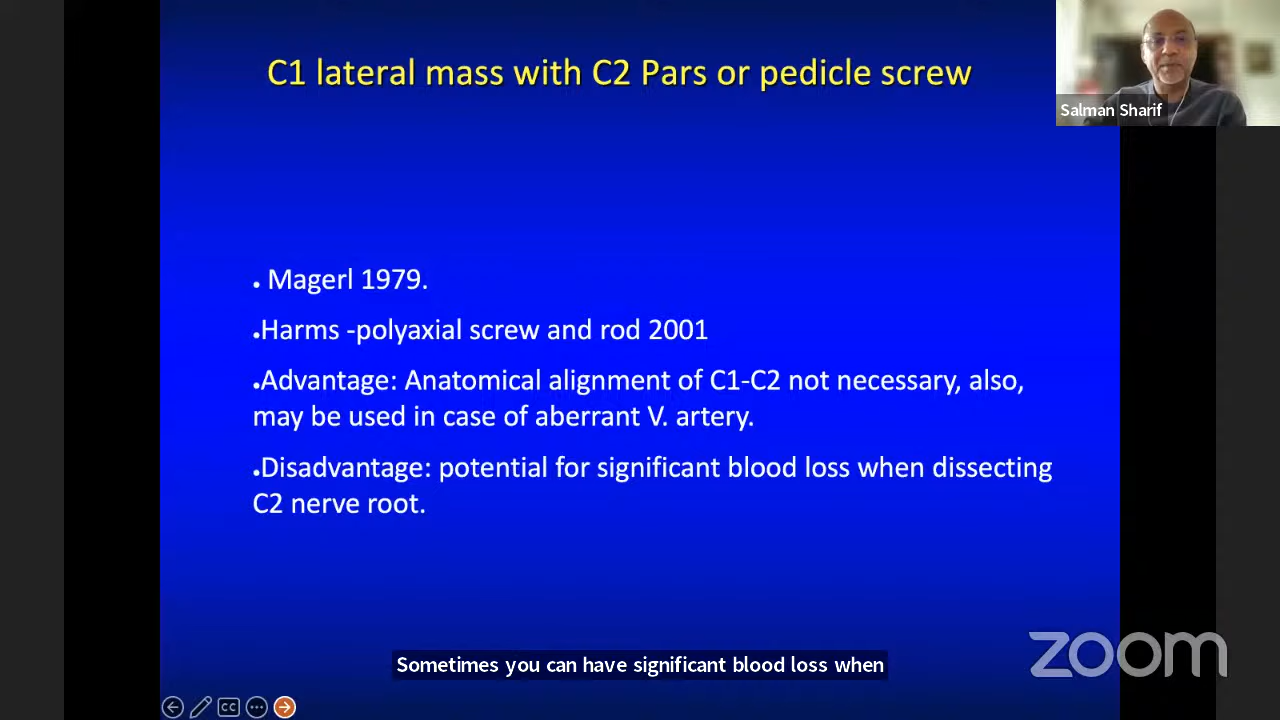 C1 lateral mass with C2 Pars or pedicle screw
Salman Sharif
• Magerl 1979.
•Harms -polyaxial screw and rod 2001
•Advantage: Anatomical alignment of C1-C2 not necessary, also,
may be used in case of aberrant V. artery.
•Disadvantage: potential for significant blood loss when dissecting
C2 nerve root.
Sometimes you can have significant blood loss when
zoom
CC